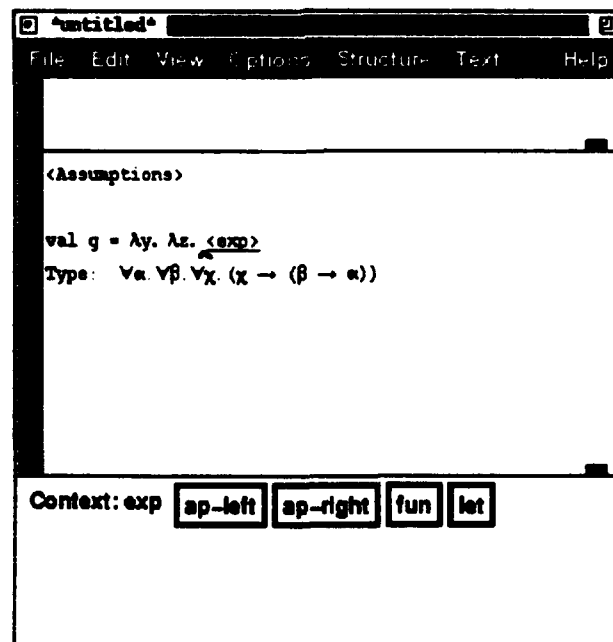 *untitled*
File Edit View Options Structure Text Help
<Assumptions>
val g = λy. λz. <exp>
Type: ∀α. ∀β. ∀χ. (χ → (β → α))
Context: exp ap-left ap-right fun let